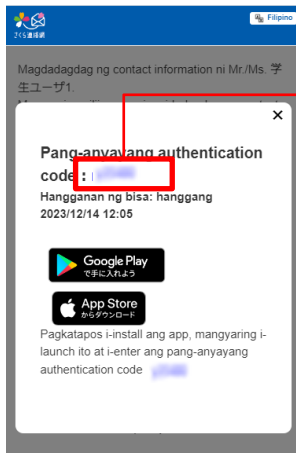 さくら連絡網
Filipino
Magdadagdag ng contact information ni Mr./Ms. 学
生ユーザ1.
×
Pang-anyayang authentication
code :
Hangganan ng bisa: hanggang
2023/12/14 12:05
Google Play
で手に入れよう
App Store
からダウンロード
Pagkatapos i-install ang app, mangyaring i-
launch ito at i-enter ang pang-anyayang
authentication code